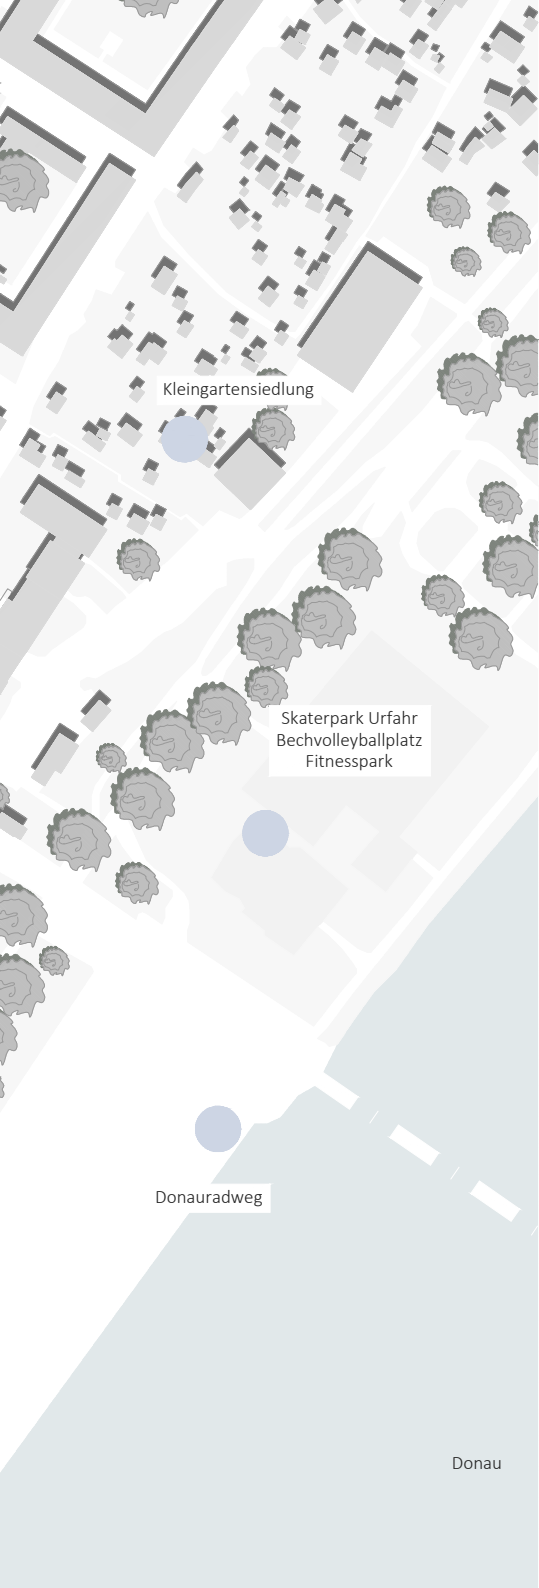 Kleingartensiedlung
Skaterpark Urfahr
Bechvolleyballplatz
Fitnesspark
Donauradweg
Donau